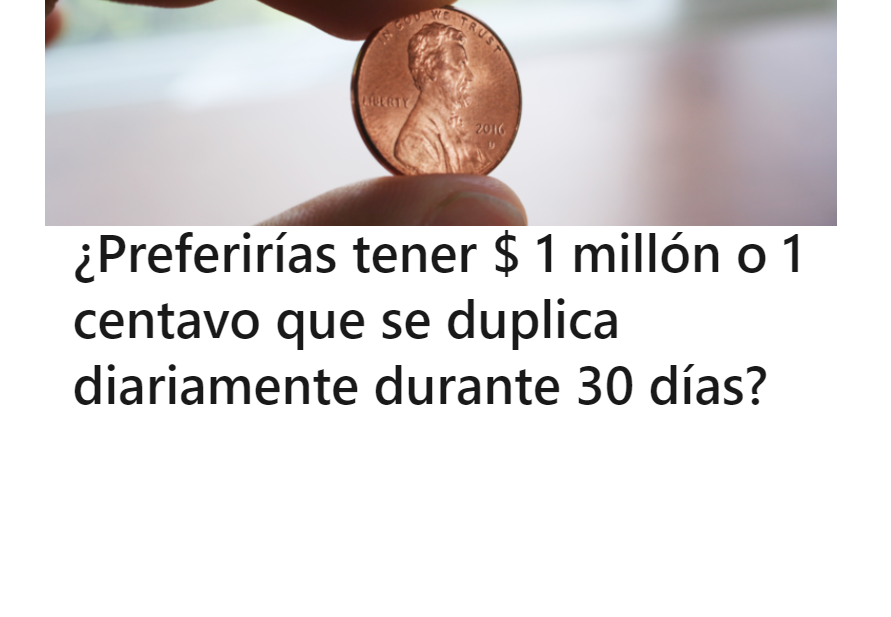 IN GOD WE TRUST
LIBERTY
2016
D
¿Preferirías tener $ 1 millón o 1
centavo que se duplica
diariamente durante 30 días?